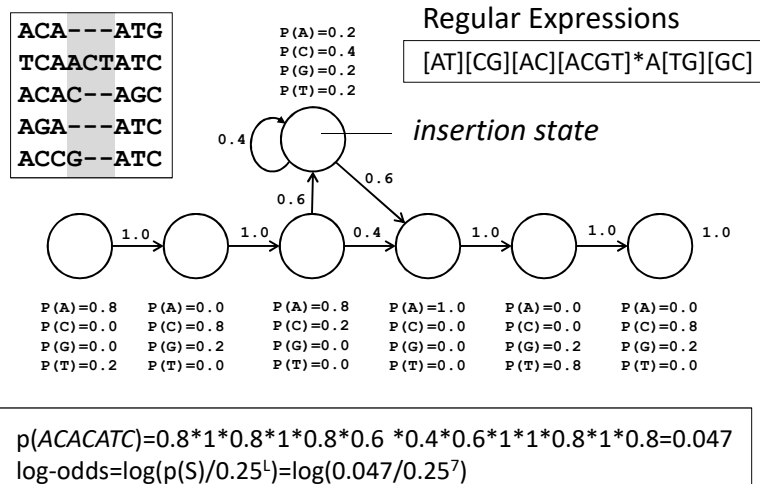 ACA---ATG
TCAACTATC
ACAC--AGC
AGA---ATC
ACCG--ATC
P(A)=0.2
P(C)=0.4
P(G)=0.2
P(T)=0.2
Regular Expressions
[AT][CG][AC][ACGT]*A[TG][GC]
insertion state
0.4
0.6
0.6
1.0
1.0
0.4
1.0
1.0
1.0
P(A)=0.8
P(C)=0.0
P(G)=0.0
P(T)=0.2
P(A)=0.0
P(C)=0.8
P(G)=0.2
P(T)=0.0
P(A)=0.8
P(C)=0.2
P(G)=0.0
P(T)=0.0
P(A)=1.0
P(C)=0.0
P(G)=0.0
P(T)=0.0
P(A)=0.0
P(C)=0.0
P(G)=0.2
P(T)=0.8
P(A)=0.0
P(C)=0.8
P(G)=0.2
P(T)=0.0
p(ACACATC)=0.8*1*0.8*1*0.8*0.6 *0.4*0.6*1*1*0.8*1*0.8=0.047
log-odds=log(p(S)/0.25ᴸ)=log(0.047/0.25⁷)